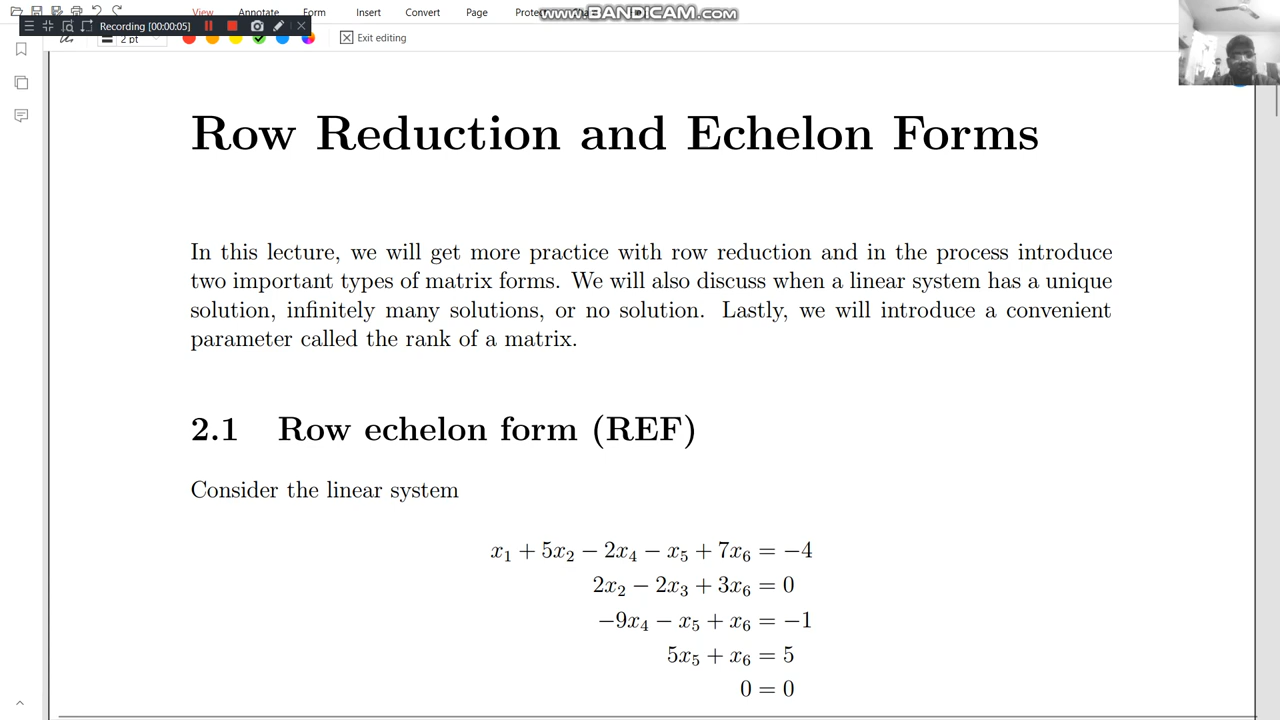 View Annotate Form Insert Convert Page
www.BANDICAM.com
Recording [00:00:05]
2 pt
Exit editing
Row Reduction and Echelon Forms
In this lecture, we will get more practice with row reduction and in the process introduce
two important types of matrix forms. We will also discuss when a linear system has a unique
solution, infinitely many solutions, or no solution. Lastly, we will introduce a convenient
parameter called the rank of a matrix.
2.1 Row echelon form (REF)
Consider the linear system
x₁ + 5x₂ − 2x₄ − x₅ + 7x₆ = −4
2x₂ − 2x₃ + 3x₆ = 0
−9x₄ − x₅ + x₆ = −1
5x₅ + x₆ = 5
0 = 0